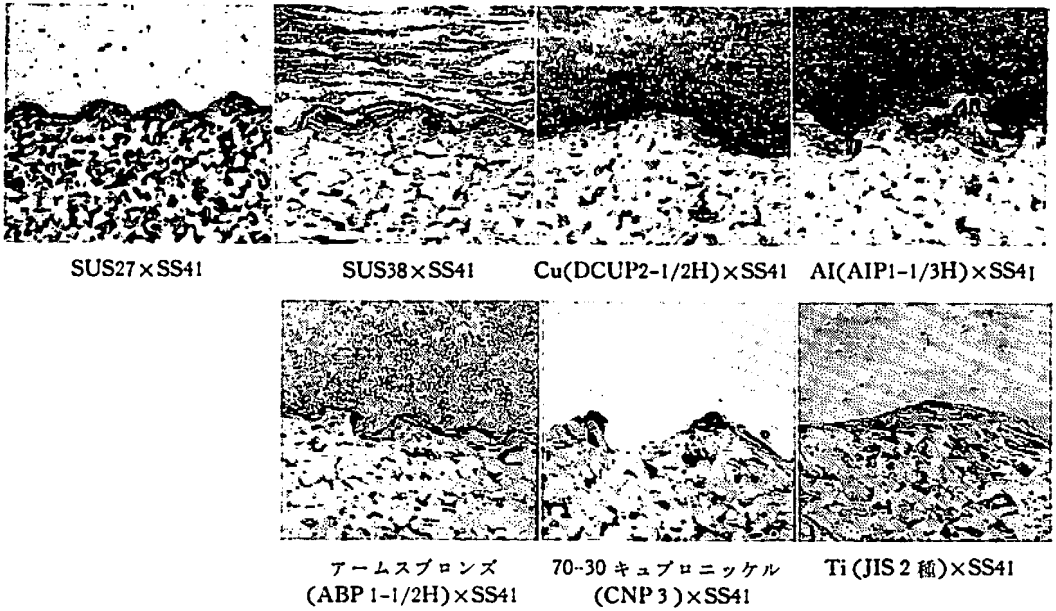 SUS27×SS41
SUS38×SS41
Cu(DCUP2-1/2H)×SS41
AI(AIP1-1/3H)×SS41
アームスブロンズ
(ABP 1-1/2H)×SS41
70--30 キュプロニッケル
(CNP 3)×SS41
Ti (JIS 2 種)×SS41